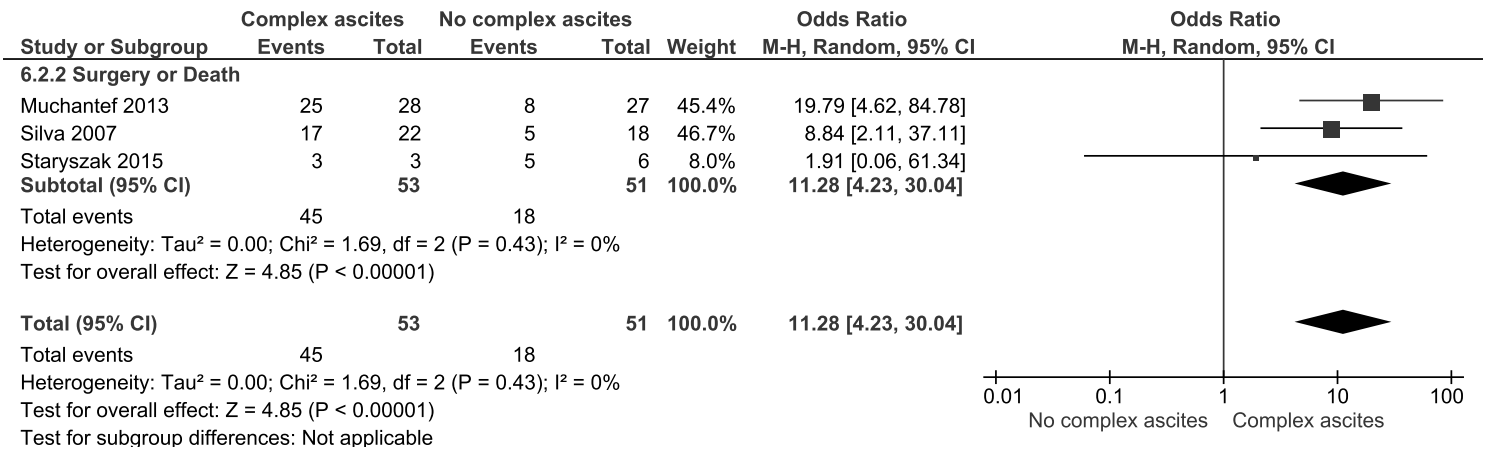 Complex ascites No complex ascites Odds Ratio Odds Ratio
Study or Subgroup Events Total Events Total Weight M-H, Random, 95% CI M-H, Random, 95% CI
6.2.2 Surgery or Death
Muchantef 2013 25 28 8 27 45.4% 19.79 [4.62, 84.78]
Silva 2007 17 22 5 18 46.7% 8.84 [2.11, 37.11]
Staryszak 2015 3 3 5 6 8.0% 1.91 [0.06, 61.34]
Subtotal (95% CI) 53 51 100.0% 11.28 [4.23, 30.04]
Total events 45 18
Heterogeneity: Tau² = 0.00; Chi² = 1.69, df = 2 (P = 0.43); I² = 0%
Test for overall effect: Z = 4.85 (P < 0.00001)
Total (95% CI) 53 51 100.0% 11.28 [4.23, 30.04]
Total events 45 18
Heterogeneity: Tau² = 0.00; Chi² = 1.69, df = 2 (P = 0.43); I² = 0%
Test for overall effect: Z = 4.85 (P < 0.00001)
Test for subgroup differences: Not applicable
0.01 0.1 1 10 100
No complex ascites Complex ascites